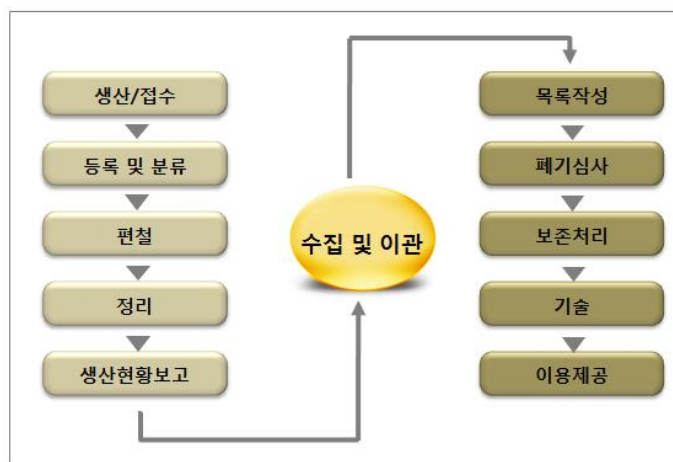 생산/접수
등록 및 분류
편철
정리
생산현황보고
수집 및 이관
목록작성
폐기심사
보존처리
기술
이용제공